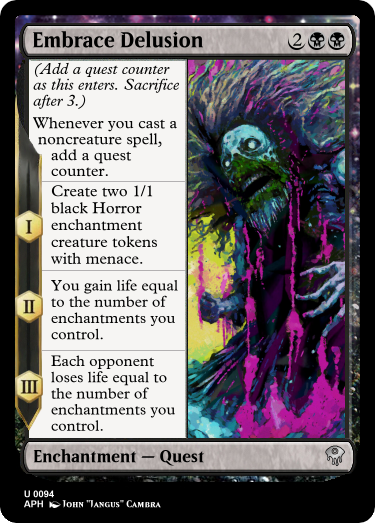 Embrace Delusion 2
(Add a quest counter
as this enters. Sacrifice
after 3.)
Whenever you cast a
noncreature spell,
add a quest
counter.
I
Create two 1/1
black Horror
enchantment
creature tokens
with menace.
II
You gain life equal
to the number of
enchantments you
control.
III
Each opponent
loses life equal to
the number of
enchantments you
control.
Enchantment — Quest
U 0094
APH JOHN "JANGUS" CAMBRA